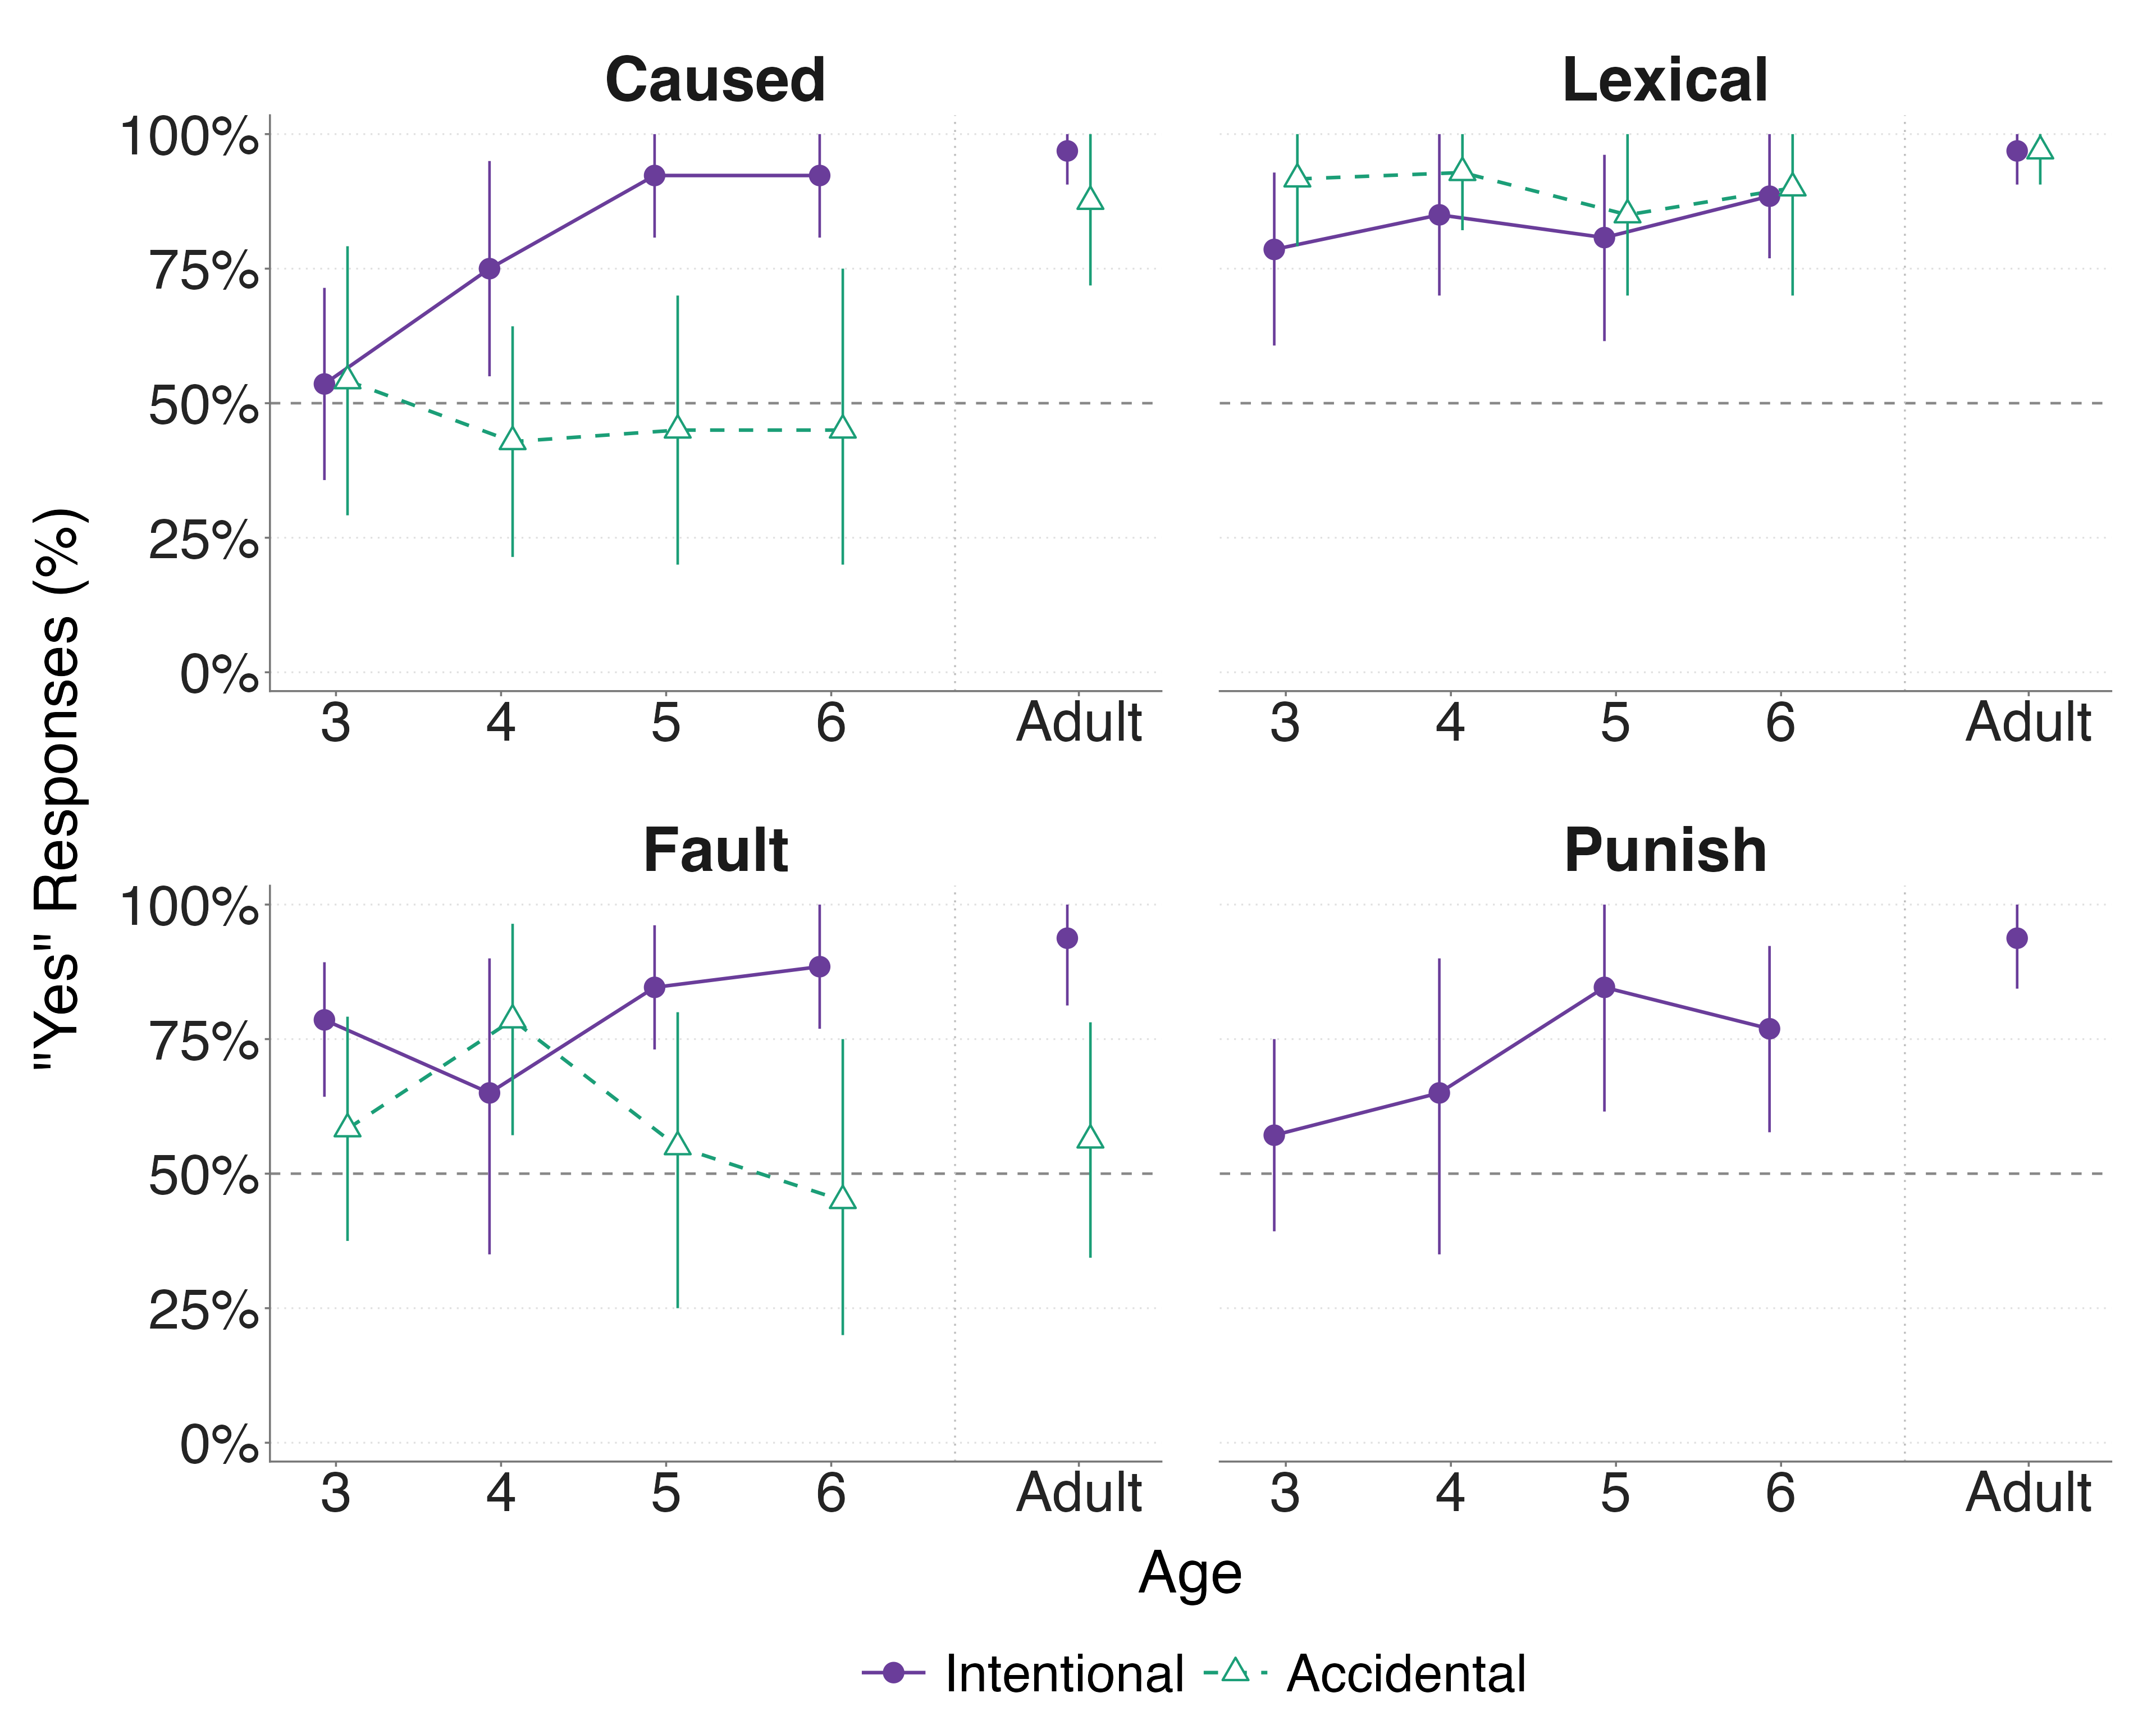 Caused
Lexical
100%
75%
50%
25%
0%
3 4 5 6 Adult
3 4 5 6 Adult
"Yes" Responses (%)
Fault
Punish
100%
75%
50%
25%
0%
3 4 5 6 Adult
3 4 5 6 Adult
Age
Intentional Accidental